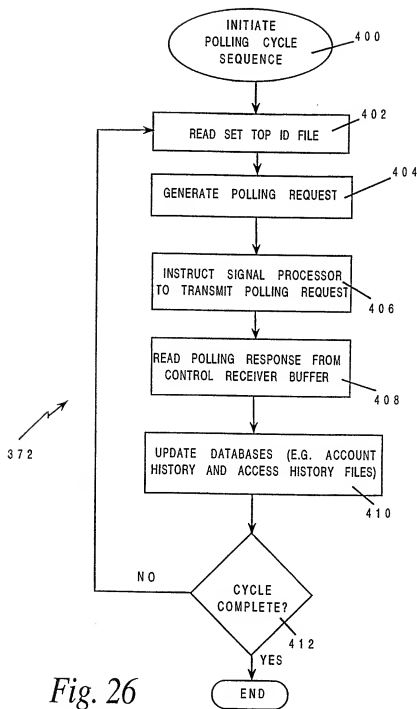 INITIATE
POLLING CYCLE
SEQUENCE
400
402
READ SET TOP ID FILE
404
GENERATE POLLING REQUEST
INSTRUCT SIGNAL PROCESSOR
TO TRANSMIT POLLING REQUEST
406
READ POLLING RESPONSE FROM
CONTROL RECEIVER BUFFER
408
372
UPDATE DATABASES (E.G. ACCOUNT
HISTORY AND ACCESS HISTORY FILES)
410
NO
CYCLE
COMPLETE?
412
YES
Fig. 26
END